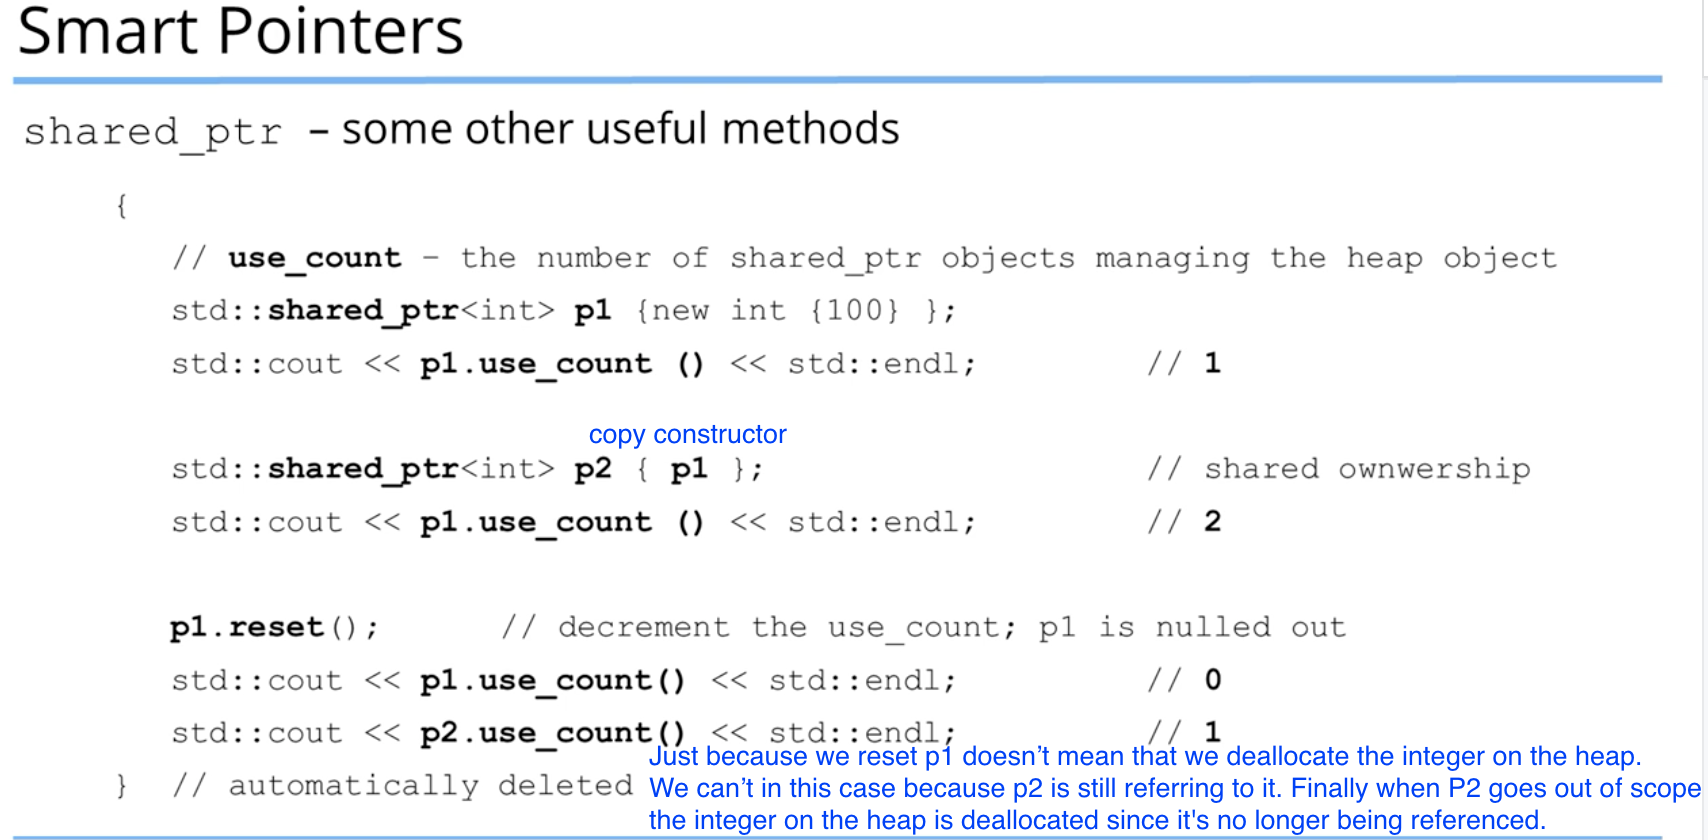 Smart Pointers
shared_ptr – some other useful methods
{
// use_count – the number of shared_ptr objects managing the heap object
std::shared_ptr<int> p1 {new int {100} };
std::cout << p1.use_count () << std::endl; // 1
copy constructor
std::shared_ptr<int> p2 { p1 }; // shared ownwership
std::cout << p1.use_count () << std::endl; // 2
p1.reset(); // decrement the use_count; p1 is nulled out
std::cout << p1.use_count() << std::endl; // 0
std::cout << p2.use_count() << std::endl; // 1
Just because we reset p1 doesn’t mean that we deallocate the integer on the heap.
} // automatically deleted We can’t in this case because p2 is still referring to it. Finally when P2 goes out of scope
the integer on the heap is deallocated since it's no longer being referenced.